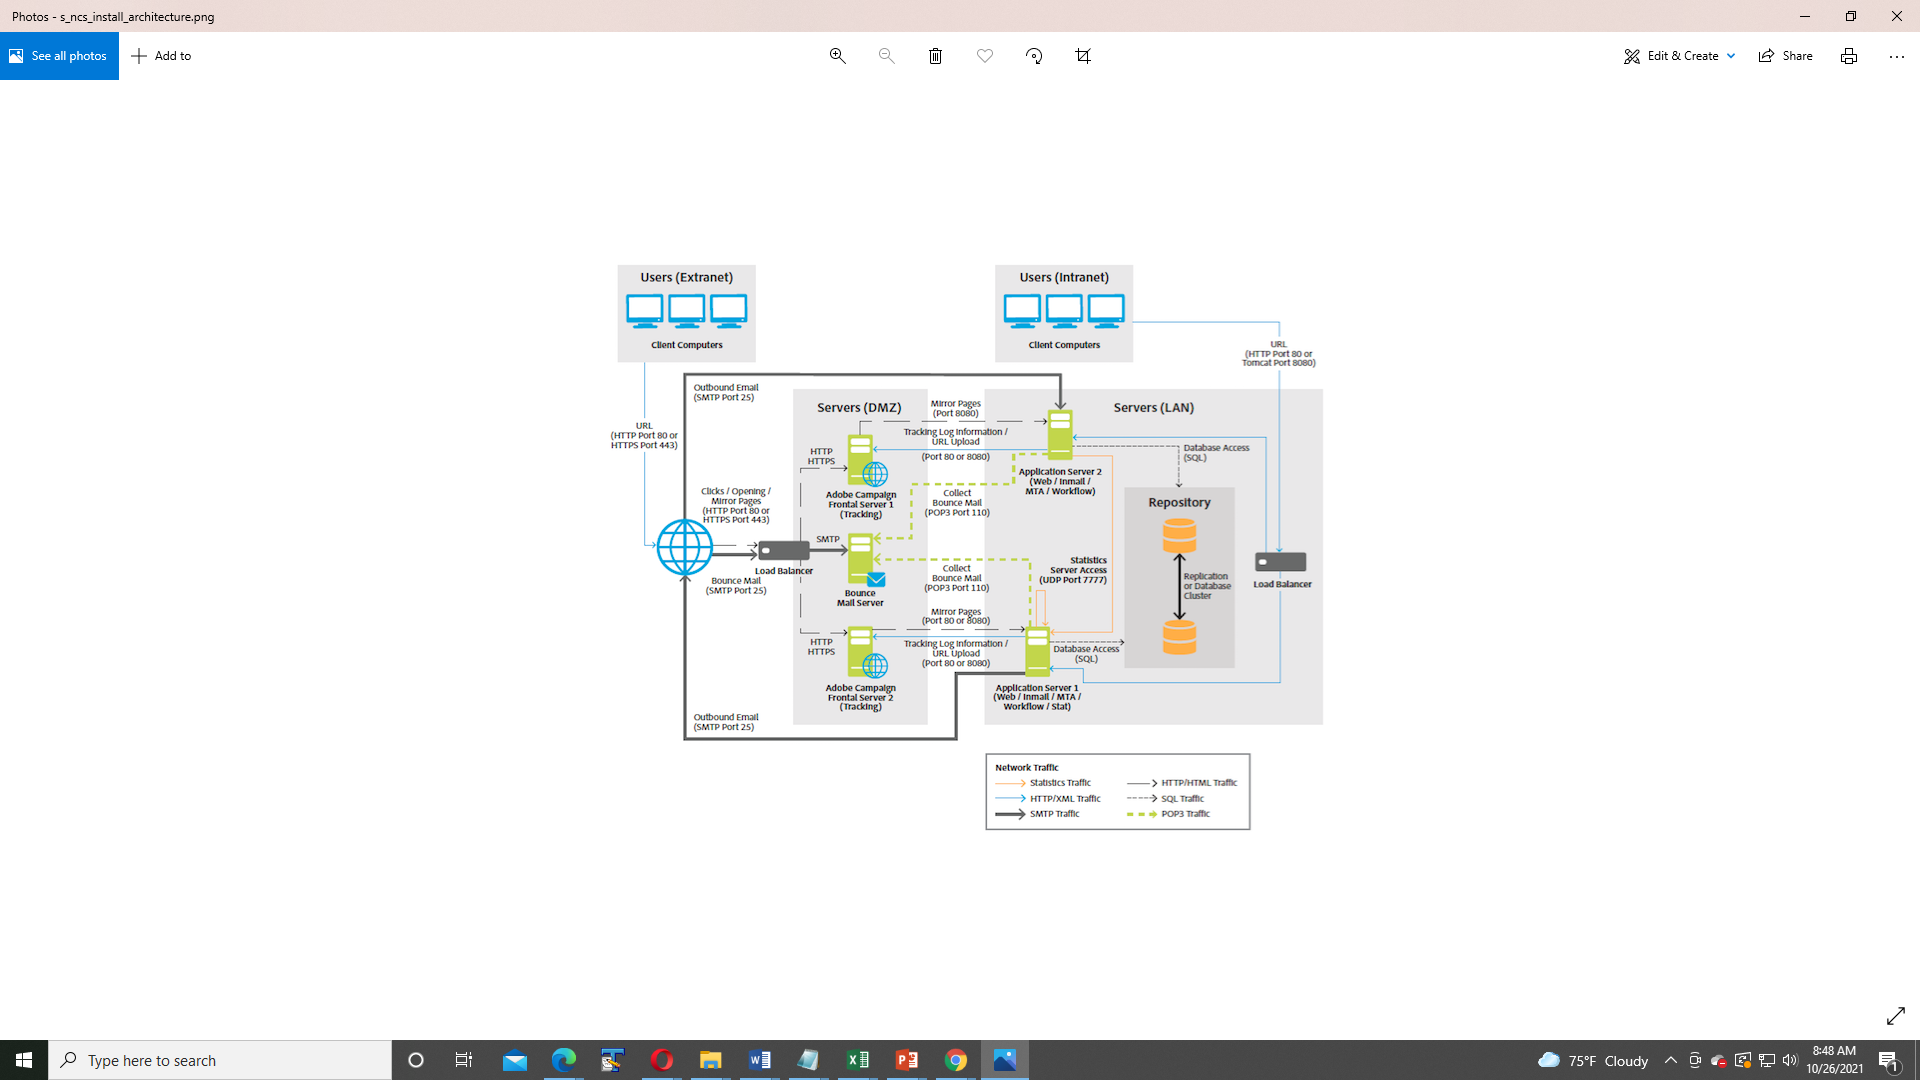 Photos - s_ncs_install_architecture.png
See all photos
Add to
Edit & Create
Share
Users (Extranet)
Client Computers
Users (Intranet)
Client Computers
URL
(HTTP Port 80 or
Tomcat Port 8080)
Outbound Email
(SMTP Port 25)
URL
(HTTP Port 80 or
HTTPS Port 443)
Servers (DMZ)
Mirror Pages
(Port 8080)
Servers (LAN)
Tracking Log Information /
URL Upload
(Port 80 or 8080)
HTTP
HTTPS
Database Access
(SQL)
Application Server 2
(Web / Inmail /
MTA / Workflow)
Clicks / Opening /
Mirror Pages
(HTTP Port 80 or
HTTPS Port 443)
Adobe Campaign
Frontal Server 1
(Tracking)
Collect
Bounce Mail
(POP3 Port 110)
Repository
SMTP
Load Balancer
Bounce Mail
(SMTP Port 25)
Bounce
Mail Server
Collect
Bounce Mail
(POP3 Port 110)
Statistics
Server Access
(UDP Port 7777)
Replication
or Database
Cluster
Load Balancer
Mirror Pages
(Port 80 or 8080)
HTTP
HTTPS
Tracking Log Information /
URL Upload
(Port 80 or 8080)
Database Access
(SQL)
Adobe Campaign
Frontal Server 2
(Tracking)
Application Server 1
(Web / Inmail / MTA /
Workflow / Stat)
Outbound Email
(SMTP Port 25)
Network Traffic
Statistics Traffic
HTTP/HTML Traffic
HTTP/XML Traffic
SQL Traffic
SMTP Traffic
POP3 Traffic
Type here to search
75°F Cloudy
8:48 AM
10/26/2021
1